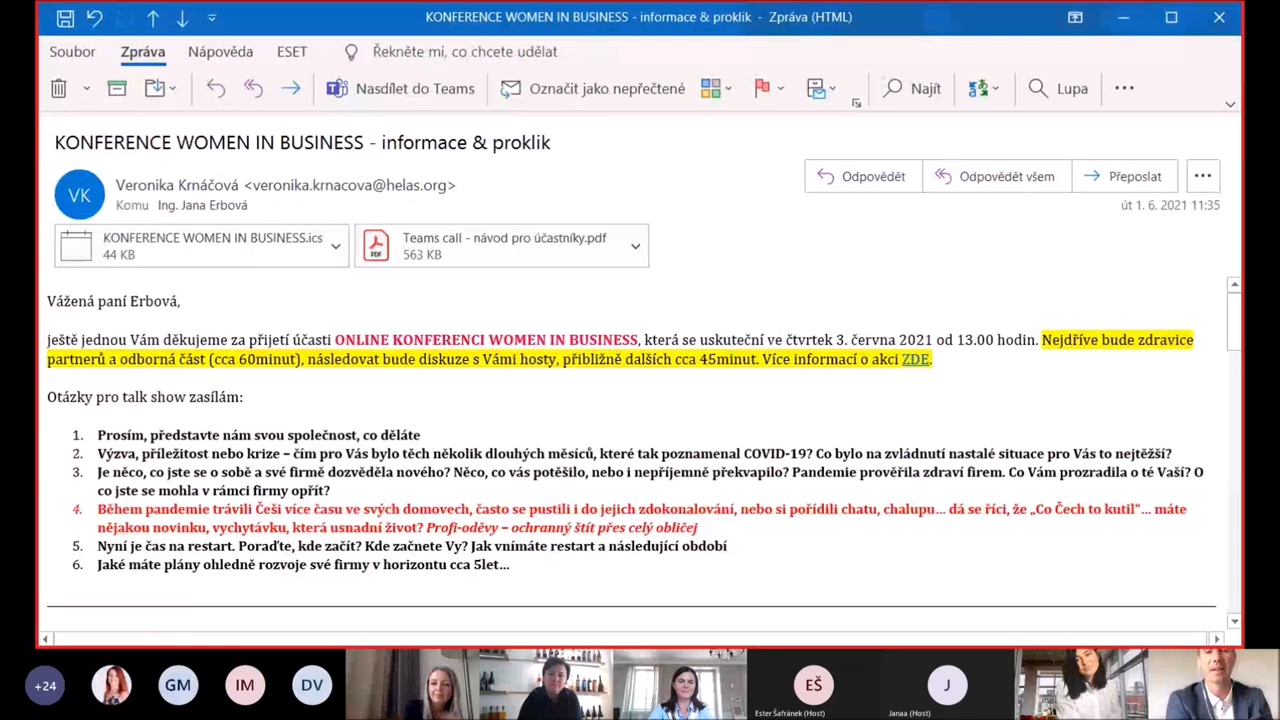 KONFERENCE WOMEN IN BUSINESS - informace & proklik - Zpráva (HTML)
Soubor Zpráva Nápověda ESET Řekněte mi, co chcete udělat
Nasdílet do Teams Označit jako nepřečtené Najít Lupa
KONFERENCE WOMEN IN BUSINESS - informace & proklik
VK
Veronika Krnáčová <veronika.krnacova@helas.org>
Komu Ing. Jana Erbová
Odpovědět Odpovědět všem Přeposlat
út 1. 6. 2021 11:35
KONFERENCE WOMEN IN BUSINESS.ics
44 KB
PDF
Teams call - návod pro účastníky.pdf
563 KB
Vážená paní Erbová,
ještě jednou Vám děkujeme za přijetí účasti ONLINE KONFERENCI WOMEN IN BUSINESS, která se uskuteční ve čtvrtek 3. června 2021 od 13.00 hodin. Nejdříve bude zdravice
partnerů a odborná část (cca 60minut), následovat bude diskuze s Vámi hosty, přibližně dalších cca 45minut. Více informací o akci ZDE.
Otázky pro talk show zasílám:
1. Prosím, představte nám svou společnost, co děláte
2. Výzva, příležitost nebo krize – čím pro Vás bylo těch několik dlouhých měsíců, které tak poznamenal COVID-19? Co bylo na zvládnutí nastalé situace pro Vás to nejtěžší?
3. Je něco, co jste se o sobě a své firmě dozvěděla nového? Něco, co vás potěšilo, nebo i nepříjemně překvapilo? Pandemie prověřila zdraví firem. Co Vám prozradila o té Vaší? O
co jste se mohla v rámci firmy opřít?
4. Během pandemie trávili Češi více času ve svých domovech, často se pustili i do jejich zdokonalování, nebo si pořídili chatu, chalupu… dá se říci, že „Co Čech to kutil“… máte
nějakou novinku, vychytávku, která usnadní život? Profi-oděvy – ochranný štít přes celý obličej
5. Nyní je čas na restart. Poraďte, kde začít? Kde začnete Vy? Jak vnímáte restart a následující období
6. Jaké máte plány ohledně rozvoje své firmy v horizontu cca 5let…
+24 GM IM DV EŠ J
Ester Šafránek (Host) Janaa (Host)